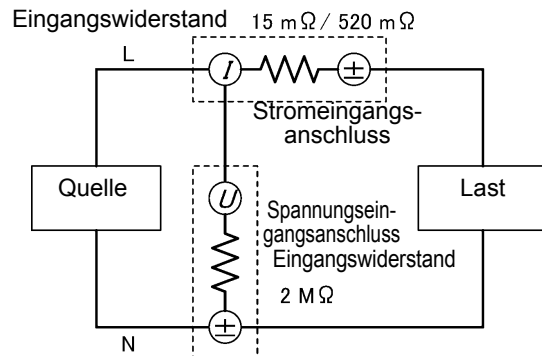 Eingangswiderstand 15 mΩ / 520 mΩ
L
I
±
Stromeingangs-
anschluss
Quelle
Last
U
Spannungsein-
gangsanschluss
Eingangswiderstand
2 MΩ
±
N